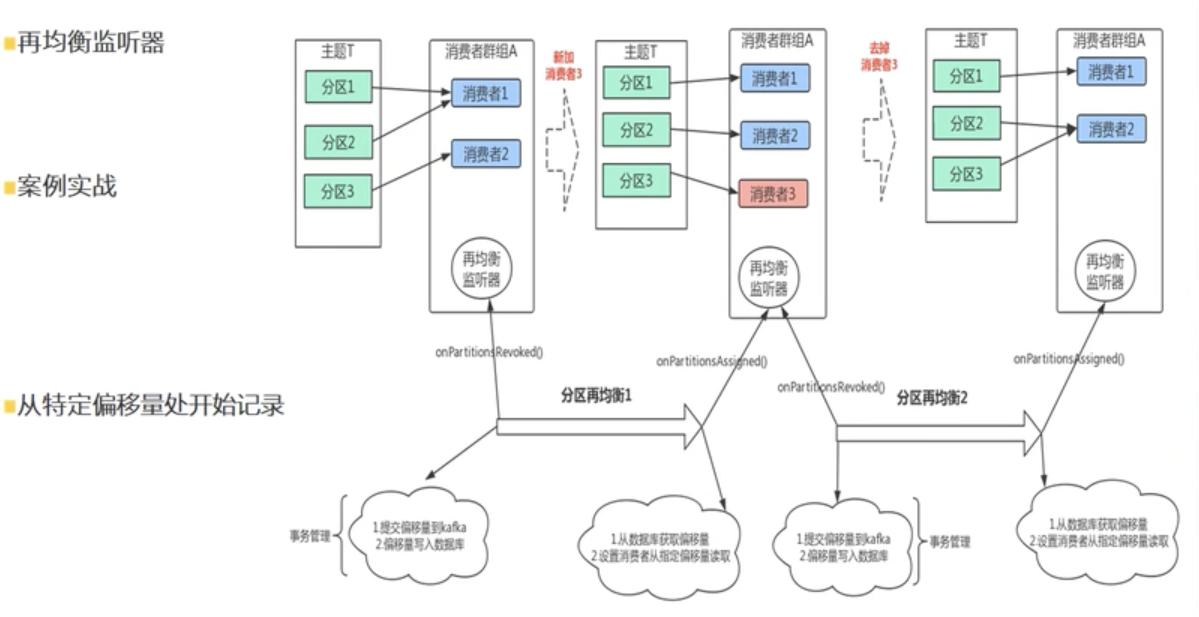 再均衡监听器
案例实战
从特定偏移量处开始记录
主题T
分区1
分区2
分区3
消费者群组A
消费者1
消费者2
再均衡
监听器
新加
消费者3
主题T
分区1
分区2
分区3
消费者群组A
消费者1
消费者2
消费者3
再均衡
监听器
去掉
消费者3
主题T
分区1
分区2
分区3
消费者群组A
消费者1
消费者2
再均衡
监听器
onPartitionsRevoked()
onPartitionsAssigned()
onPartitionsRevoked()
onPartitionsAssigned()
分区再均衡1
分区再均衡2
事务管理
1.提交偏移量到kafka
2.偏移量写入数据库
1.从数据库获取偏移量
2.设置消费者从指定偏移量读取
1.提交偏移量到kafka
2.偏移量写入数据库
事务管理
1.从数据库获取偏移量
2.设置消费者从指定偏移量读取